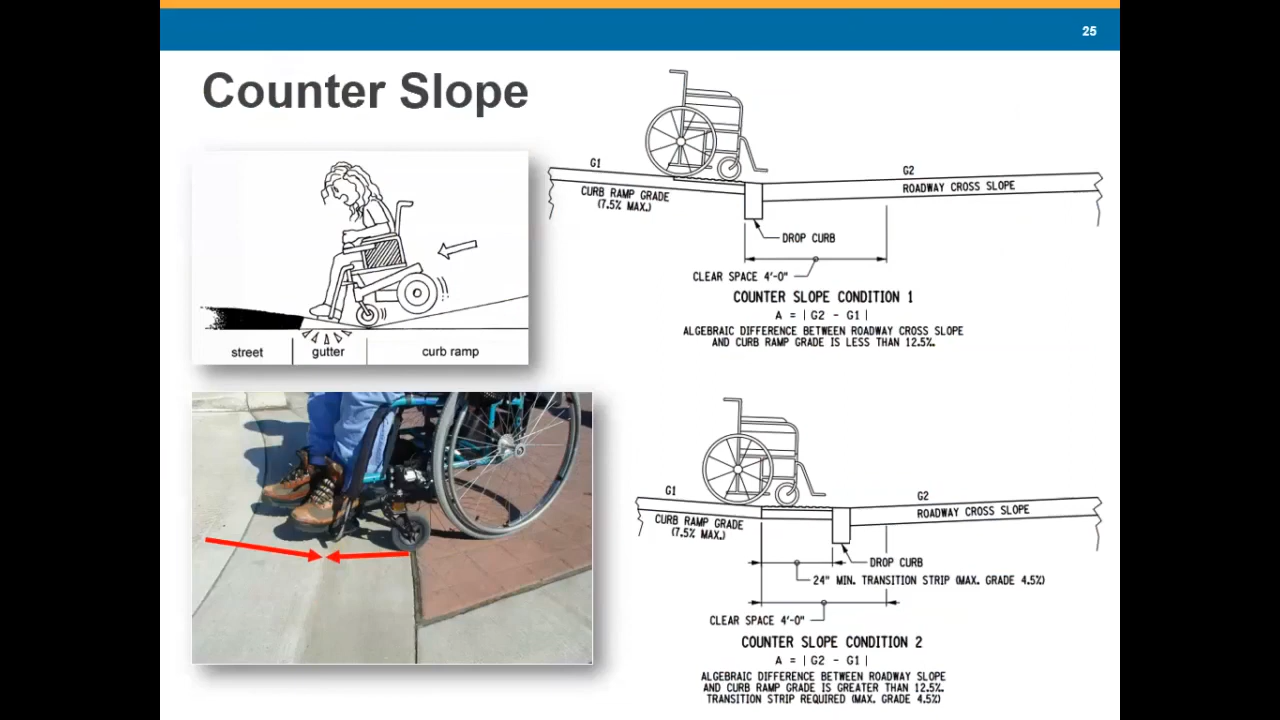 25
Counter Slope
street
gutter
curb ramp
G1
G2
CURB RAMP GRADE
(7.5% MAX.)
ROADWAY CROSS SLOPE
DROP CURB
CLEAR SPACE 4'-0"
COUNTER SLOPE CONDITION 1
A = | G2 - G1 |
ALGEBRAIC DIFFERENCE BETWEEN ROADWAY CROSS SLOPE
AND CURB RAMP GRADE IS LESS THAN 12.5%.
G1
G2
CURB RAMP GRADE
(7.5% MAX.)
ROADWAY CROSS SLOPE
DROP CURB
24" MIN. TRANSITION STRIP (MAX. GRADE 4.5%)
CLEAR SPACE 4'-0"
COUNTER SLOPE CONDITION 2
A = | G2 - G1 |
ALGEBRAIC DIFFERENCE BETWEEN ROADWAY SLOPE
AND CURB RAMP GRADE IS GREATER THAN 12.5%.
TRANSITION STRIP REQUIRED (MAX. GRADE 4.5%)